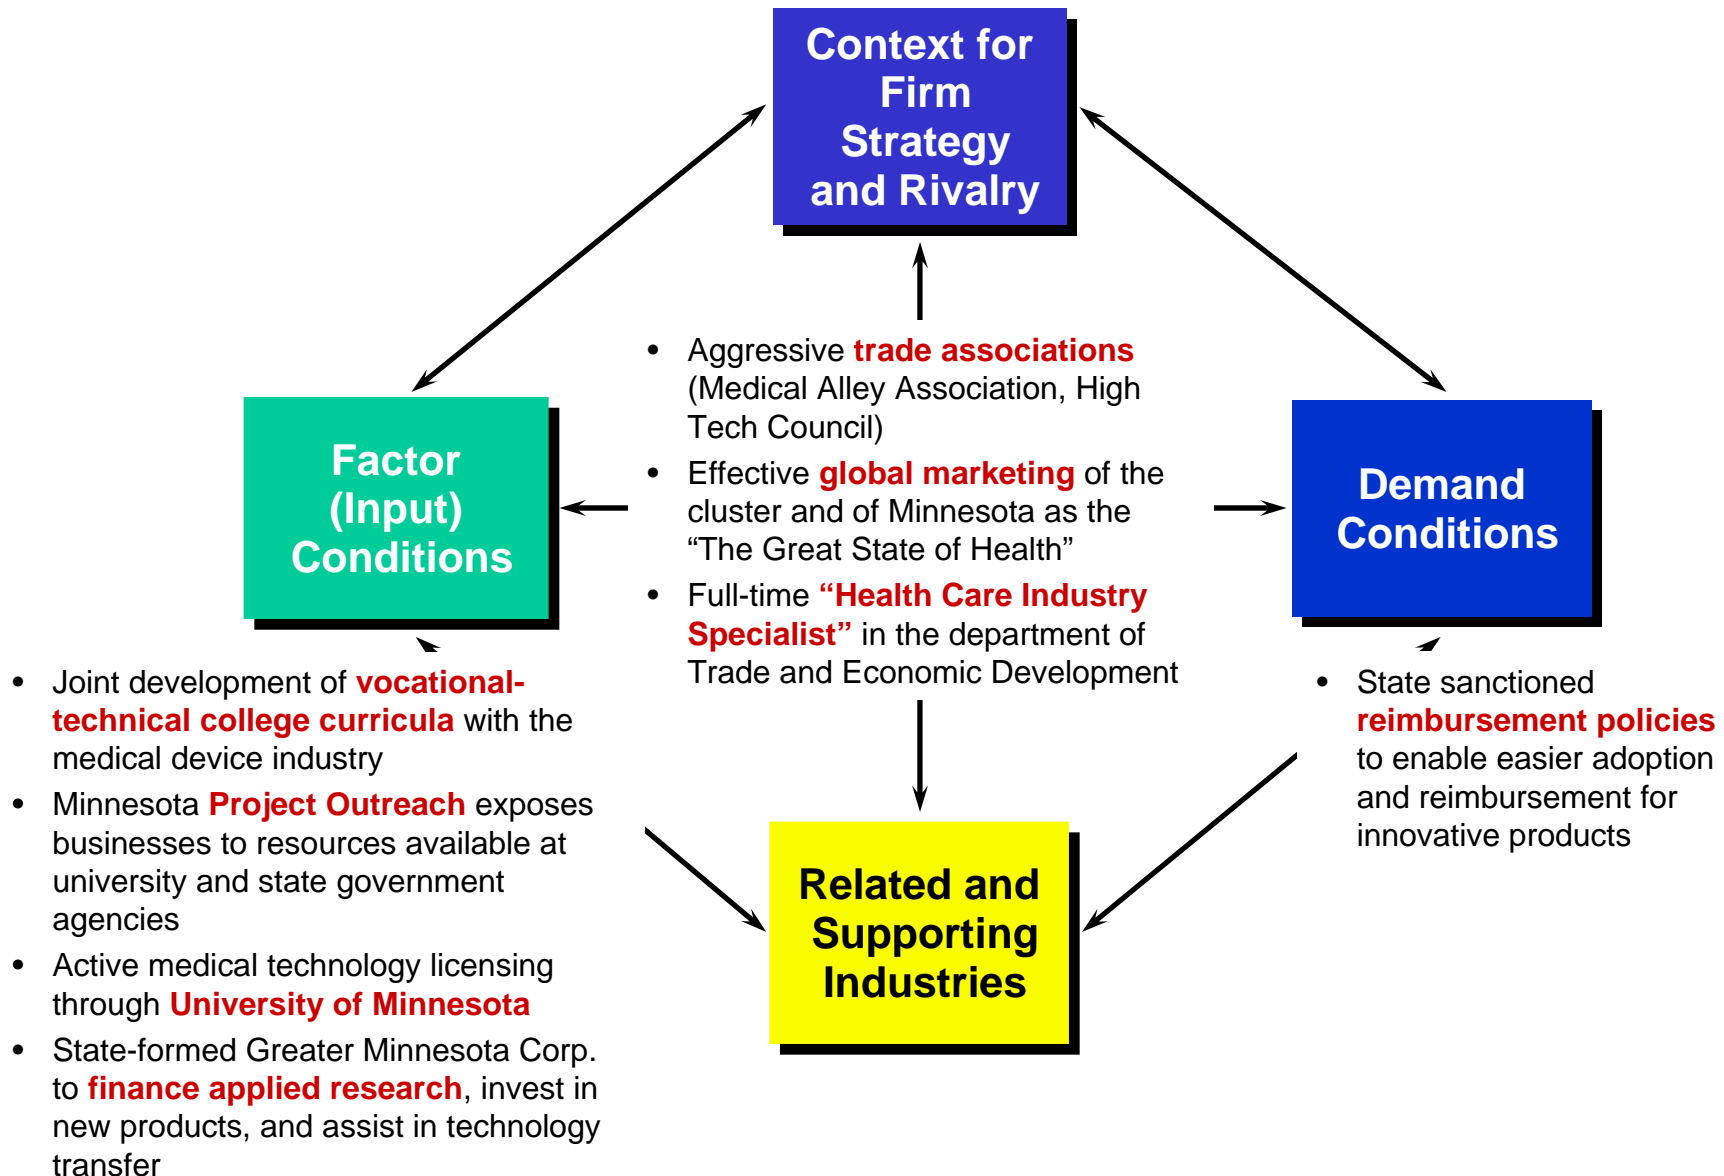 Context for
Firm
Strategy
and Rivalry
• Aggressive trade associations
(Medical Alley Association, High
Tech Council)
• Effective global marketing of the
cluster and of Minnesota as the
“The Great State of Health”
• Full-time “Health Care Industry
Specialist” in the department of
Trade and Economic Development
Factor
(Input)
Conditions
Demand
Conditions
• Joint development of vocational-
technical college curricula with the
medical device industry
• Minnesota Project Outreach exposes
businesses to resources available at
university and state government
agencies
• Active medical technology licensing
through University of Minnesota
• State-formed Greater Minnesota Corp.
to finance applied research, invest in
new products, and assist in technology
transfer
• State sanctioned
reimbursement policies
to enable easier adoption
and reimbursement for
innovative products
Related and
Supporting
Industries